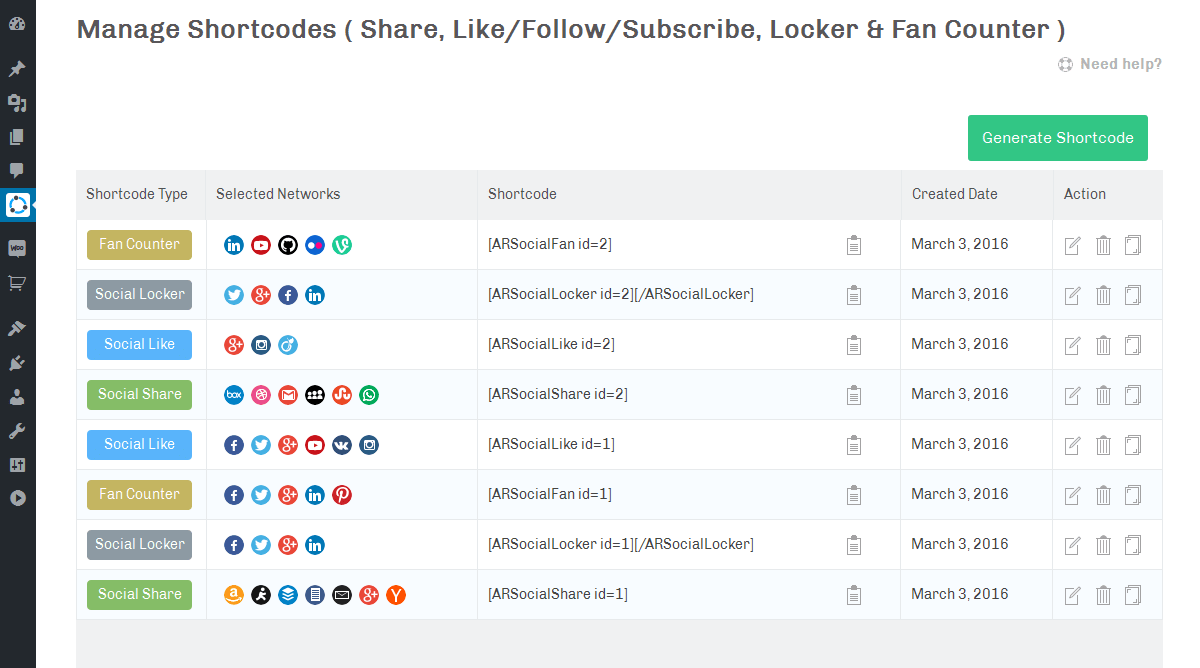 Manage Shortcodes ( Share, Like/Follow/Subscribe, Locker & Fan Counter )
Need help?
Generate Shortcode
Shortcode Type Selected Networks Shortcode Created Date Action
Fan Counter [ARSocialFan id=2] March 3, 2016
Social Locker [ARSocialLocker id=2][/ARSocialLocker] March 3, 2016
Social Like [ARSocialLike id=2] March 3, 2016
Social Share box [ARSocialShare id=2] March 3, 2016
Social Like [ARSocialLike id=1] March 3, 2016
Fan Counter [ARSocialFan id=1] March 3, 2016
Social Locker [ARSocialLocker id=1][/ARSocialLocker] March 3, 2016
Social Share [ARSocialShare id=1] March 3, 2016